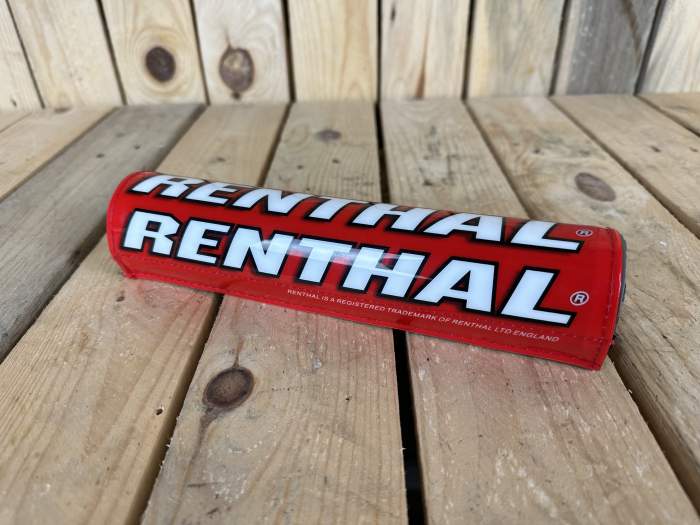 RENTHAL®
RENTHAL®
RENTHAL IS A REGISTERED TRADEMARK OF RENTHAL LTD ENGLAND